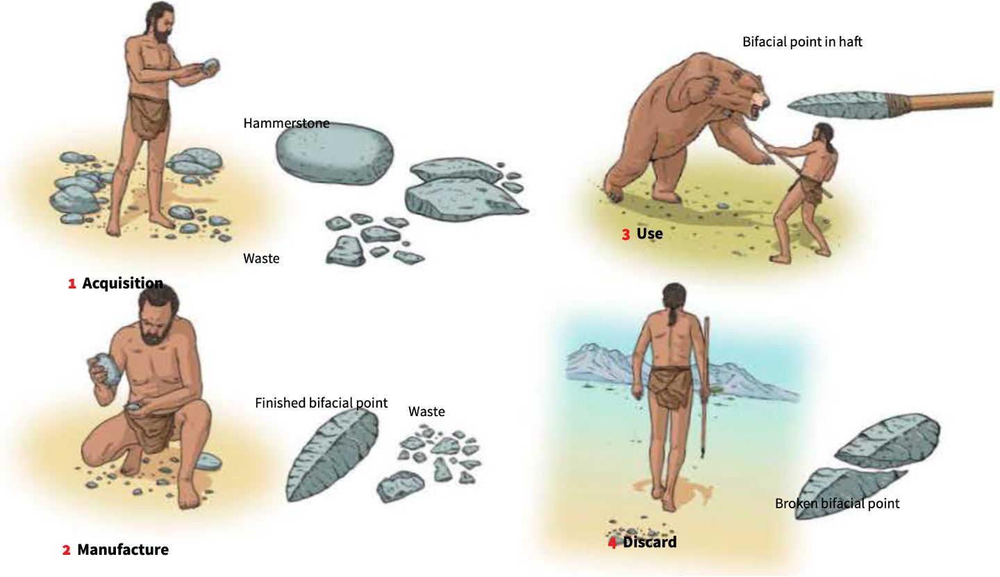 Hammerstone
Waste
1 Acquisition
Finished bifacial point
Waste
2 Manufacture
Bifacial point in haft
3 Use
Broken bifacial point
4 Discard